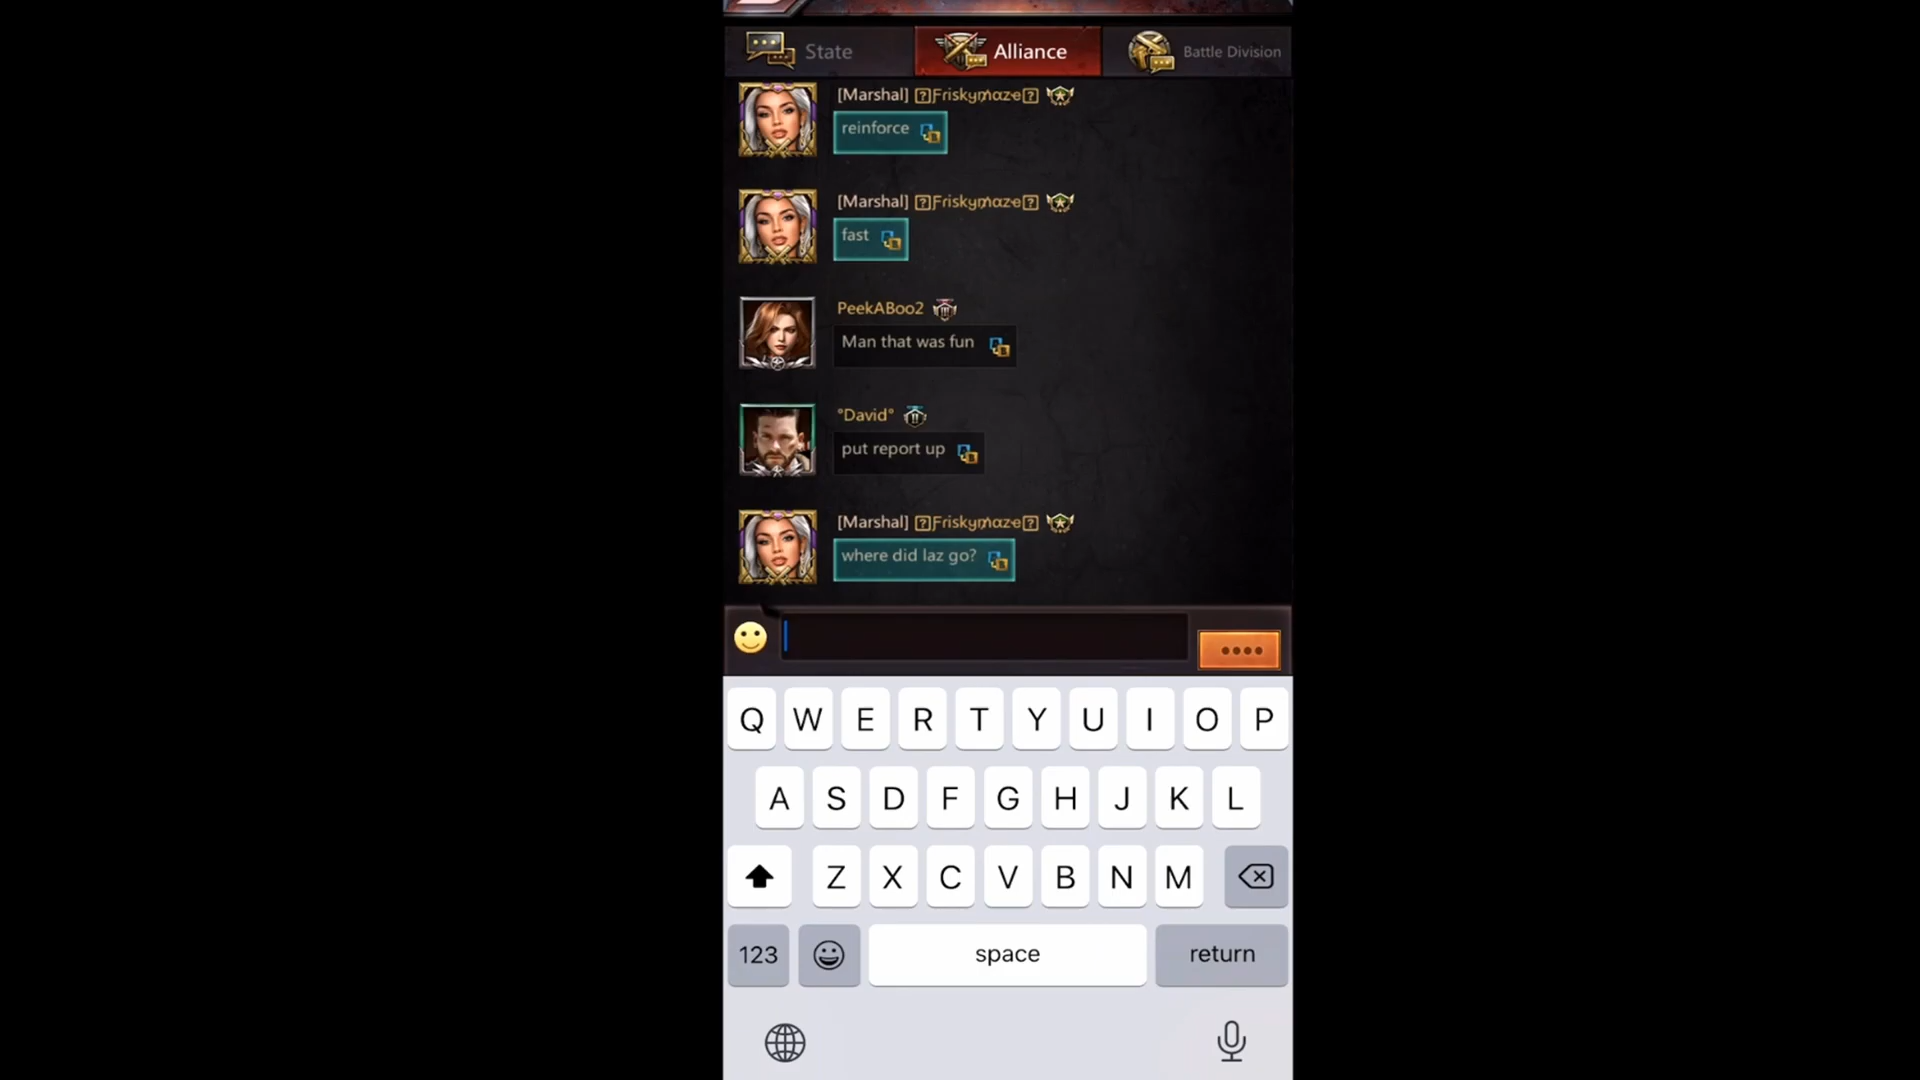 State
Alliance
Battle Division
[Marshal] ⍰Friskymaze⍰
reinforce
[Marshal] ⍰Friskymaze⍰
fast
PeekABoo2
Man that was fun
°David°
put report up
[Marshal] ⍰Friskymaze⍰
where did laz go?
Q W E R T Y U I O P
A S D F G H J K L
Z X C V B N M
123 space return